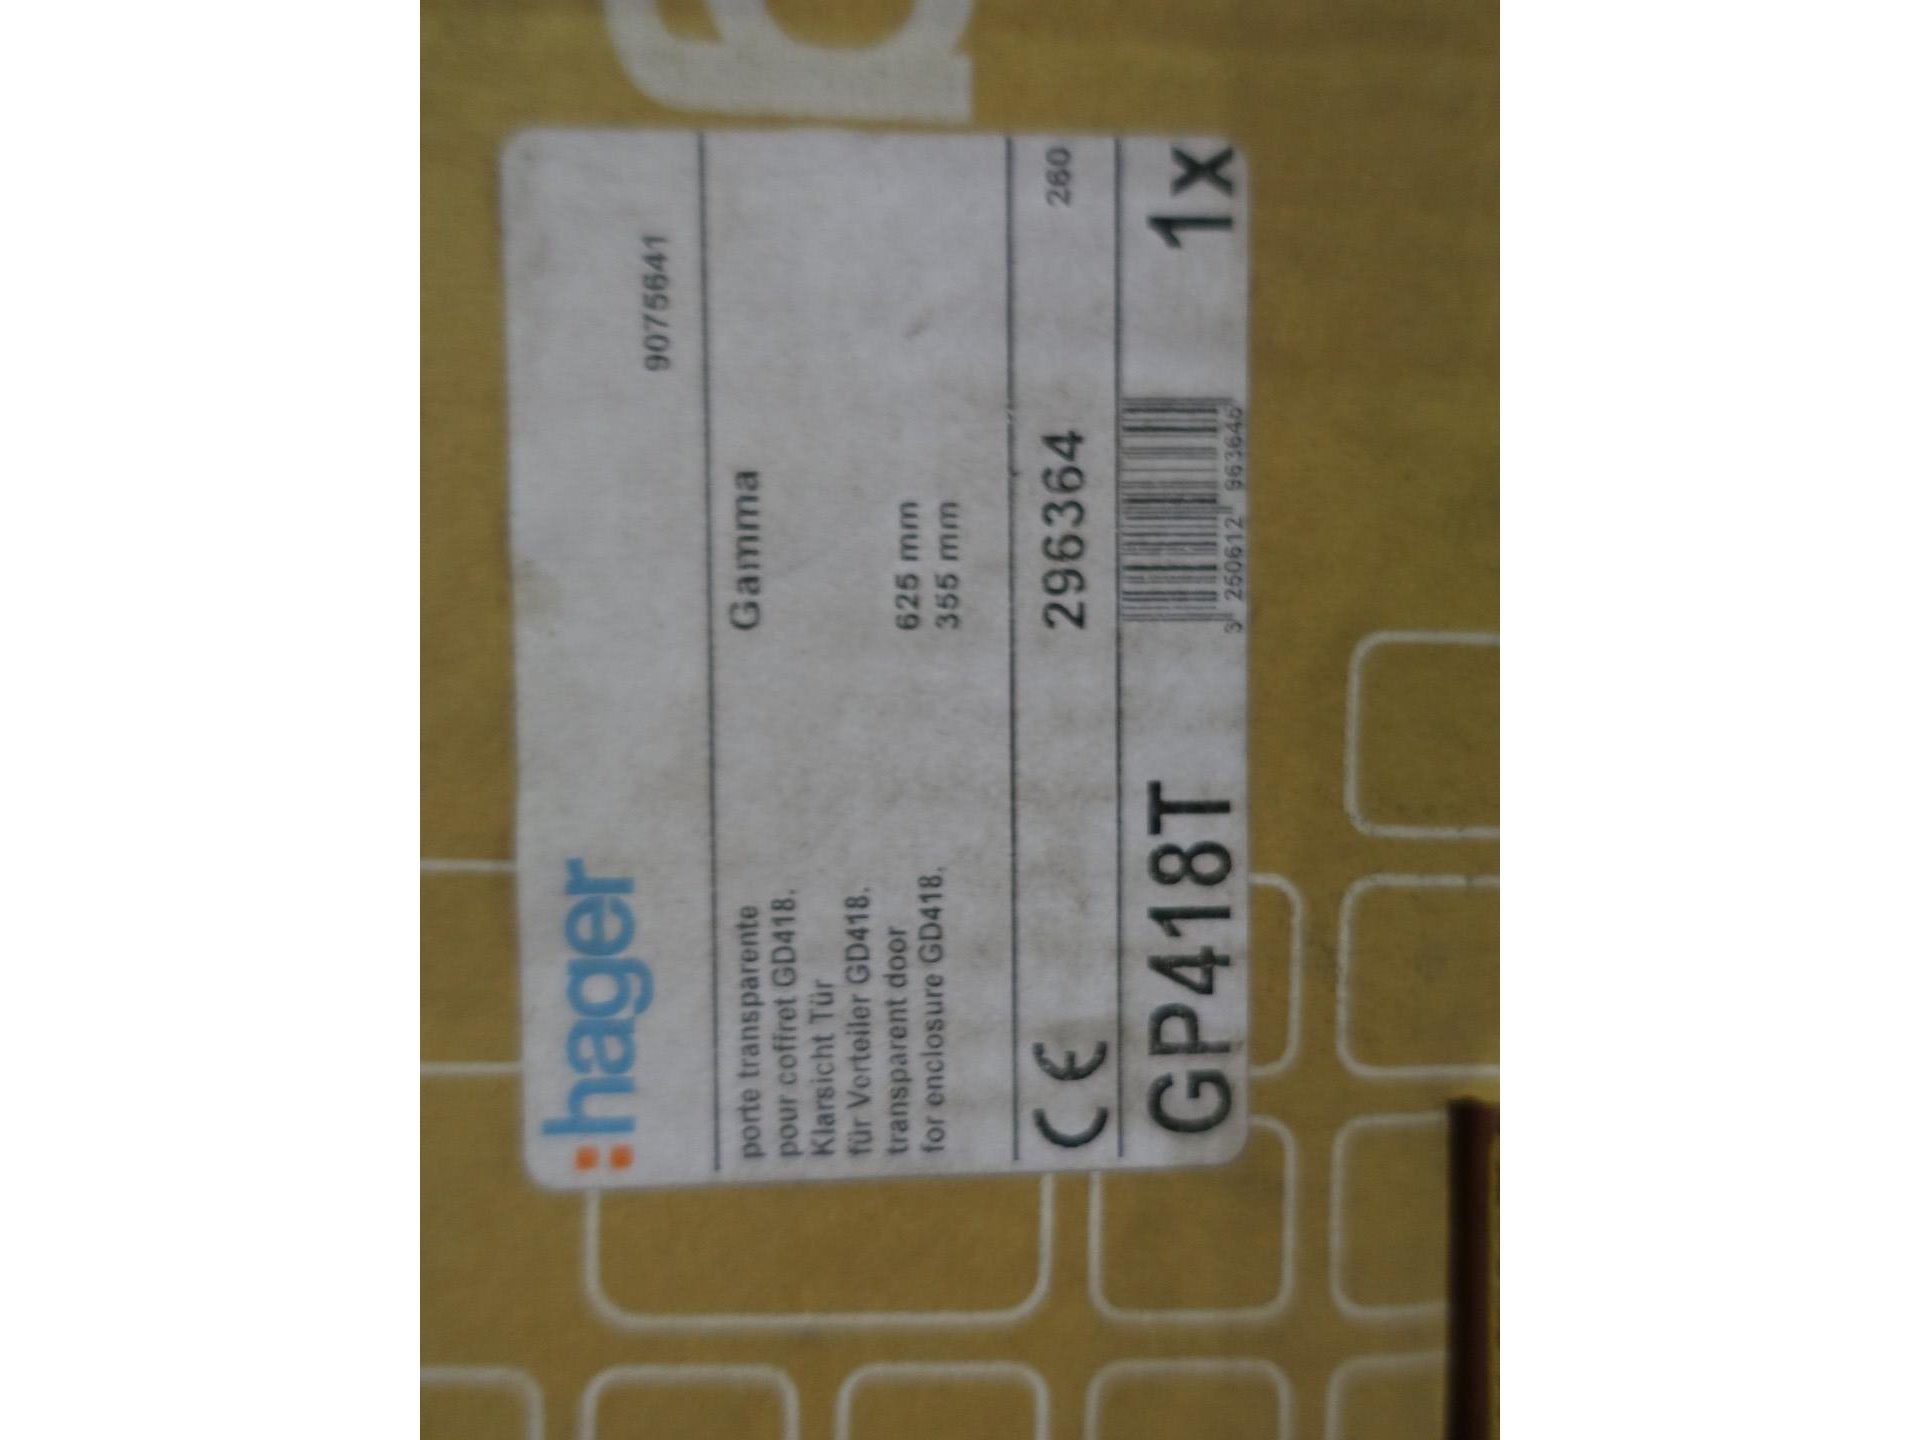 hager
9075641
porte transparente
pour coffret GD418.
Klarsicht Tür
für Verteiler GD418.
transparent door
for enclosure GD418.
Gamma
625 mm
355 mm
CE 296364 260
GP418T 1x
3 250612 963646